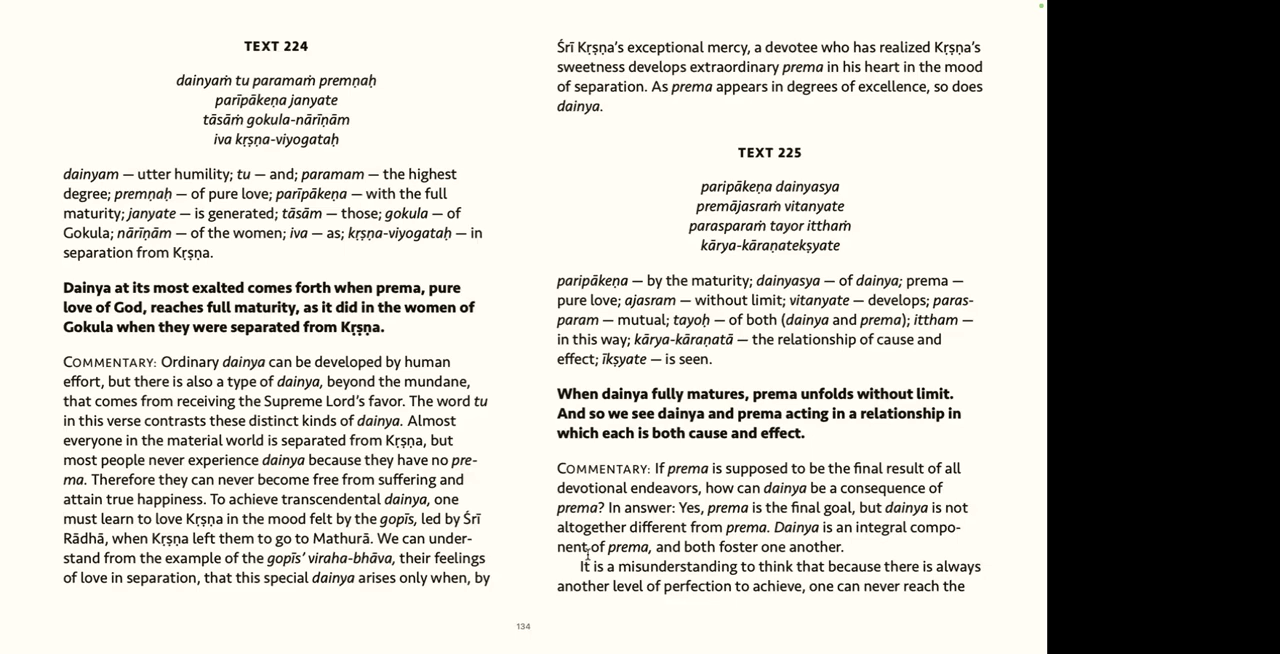 TEXT 224
dainyaṁ tu paramaṁ premṇaḥ
parīpākeṇa janyate
tāsāṁ gokula-nārīṇām
iva kṛṣṇa-viyogataḥ
dainyam — utter humility; tu — and; paramam — the highest
degree; premṇaḥ — of pure love; parīpākeṇa — with the full
maturity; janyate — is generated; tāsām — those; gokula — of
Gokula; nārīṇām — of the women; iva — as; kṛṣṇa-viyogataḥ — in
separation from Kṛṣṇa.
Dainya at its most exalted comes forth when prema, pure
love of God, reaches full maturity, as it did in the women of
Gokula when they were separated from Kṛṣṇa.
COMMENTARY: Ordinary dainya can be developed by human
effort, but there is also a type of dainya, beyond the mundane,
that comes from receiving the Supreme Lord's favor. The word tu
in this verse contrasts these distinct kinds of dainya. Almost
everyone in the material world is separated from Kṛṣṇa, but
most people never experience dainya because they have no pre-
ma. Therefore they can never become free from suffering and
attain true happiness. To achieve transcendental dainya, one
must learn to love Kṛṣṇa in the mood felt by the gopīs, led by Śrī
Rādhā, when Kṛṣṇa left them to go to Mathurā. We can under-
stand from the example of the gopīs' viraha-bhāva, their feelings
of love in separation, that this special dainya arises only when, by
Śrī Kṛṣṇa's exceptional mercy, a devotee who has realized Kṛṣṇa's
sweetness develops extraordinary prema in his heart in the mood
of separation. As prema appears in degrees of excellence, so does
dainya.
TEXT 225
paripākeṇa dainyasya
premājasraṁ vitanyate
parasparaṁ tayor itthaṁ
kārya-kāraṇatekṣyate
paripākeṇa — by the maturity; dainyasya — of dainya; prema —
pure love; ajasram — without limit; vitanyate — develops; paras-
param — mutual; tayoḥ — of both (dainya and prema); ittham —
in this way; kārya-kāraṇatā — the relationship of cause and
effect; īkṣyate — is seen.
When dainya fully matures, prema unfolds without limit.
And so we see dainya and prema acting in a relationship in
which each is both cause and effect.
COMMENTARY: If prema is supposed to be the final result of all
devotional endeavors, how can dainya be a consequence of
prema? In answer: Yes, prema is the final goal, but dainya is not
altogether different from prema. Dainya is an integral compo-
nent of prema, and both foster one another.
It is a misunderstanding to think that because there is always
another level of perfection to achieve, one can never reach the
134